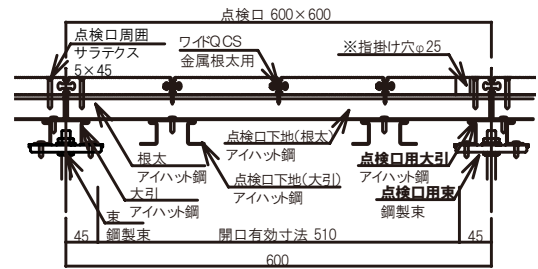 点検口 600×600
点検口周囲
サラテクス
5×45
ワイドQCS
金属根太用
※指掛け穴φ25
根太
アイハット鋼
点検口下地(根太)
アイハット鋼
点検口用大引
アイハット鋼
大引
アイハット鋼
点検口下地(大引)
アイハット鋼
点検口用束
鋼製束
束
鋼製束
45
開口有効寸法 510
45
600